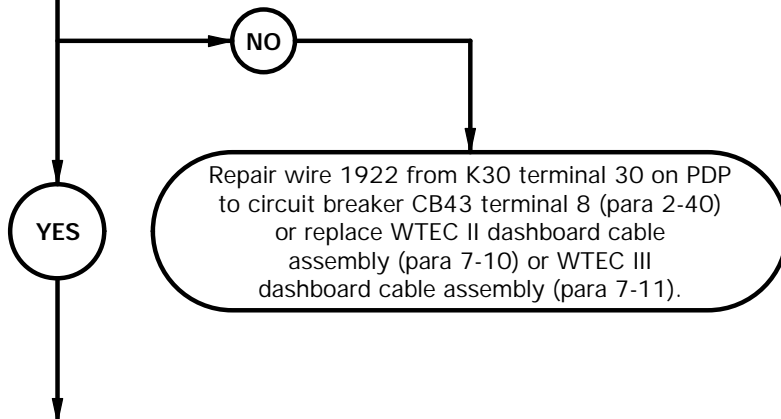 NO
YES
Repair wire 1922 from K30 terminal 30 on PDP
to circuit breaker CB43 terminal 8 (para 2-40)
or replace WTEC II dashboard cable
assembly (para 7-10) or WTEC III
dashboard cable assembly (para 7-11).